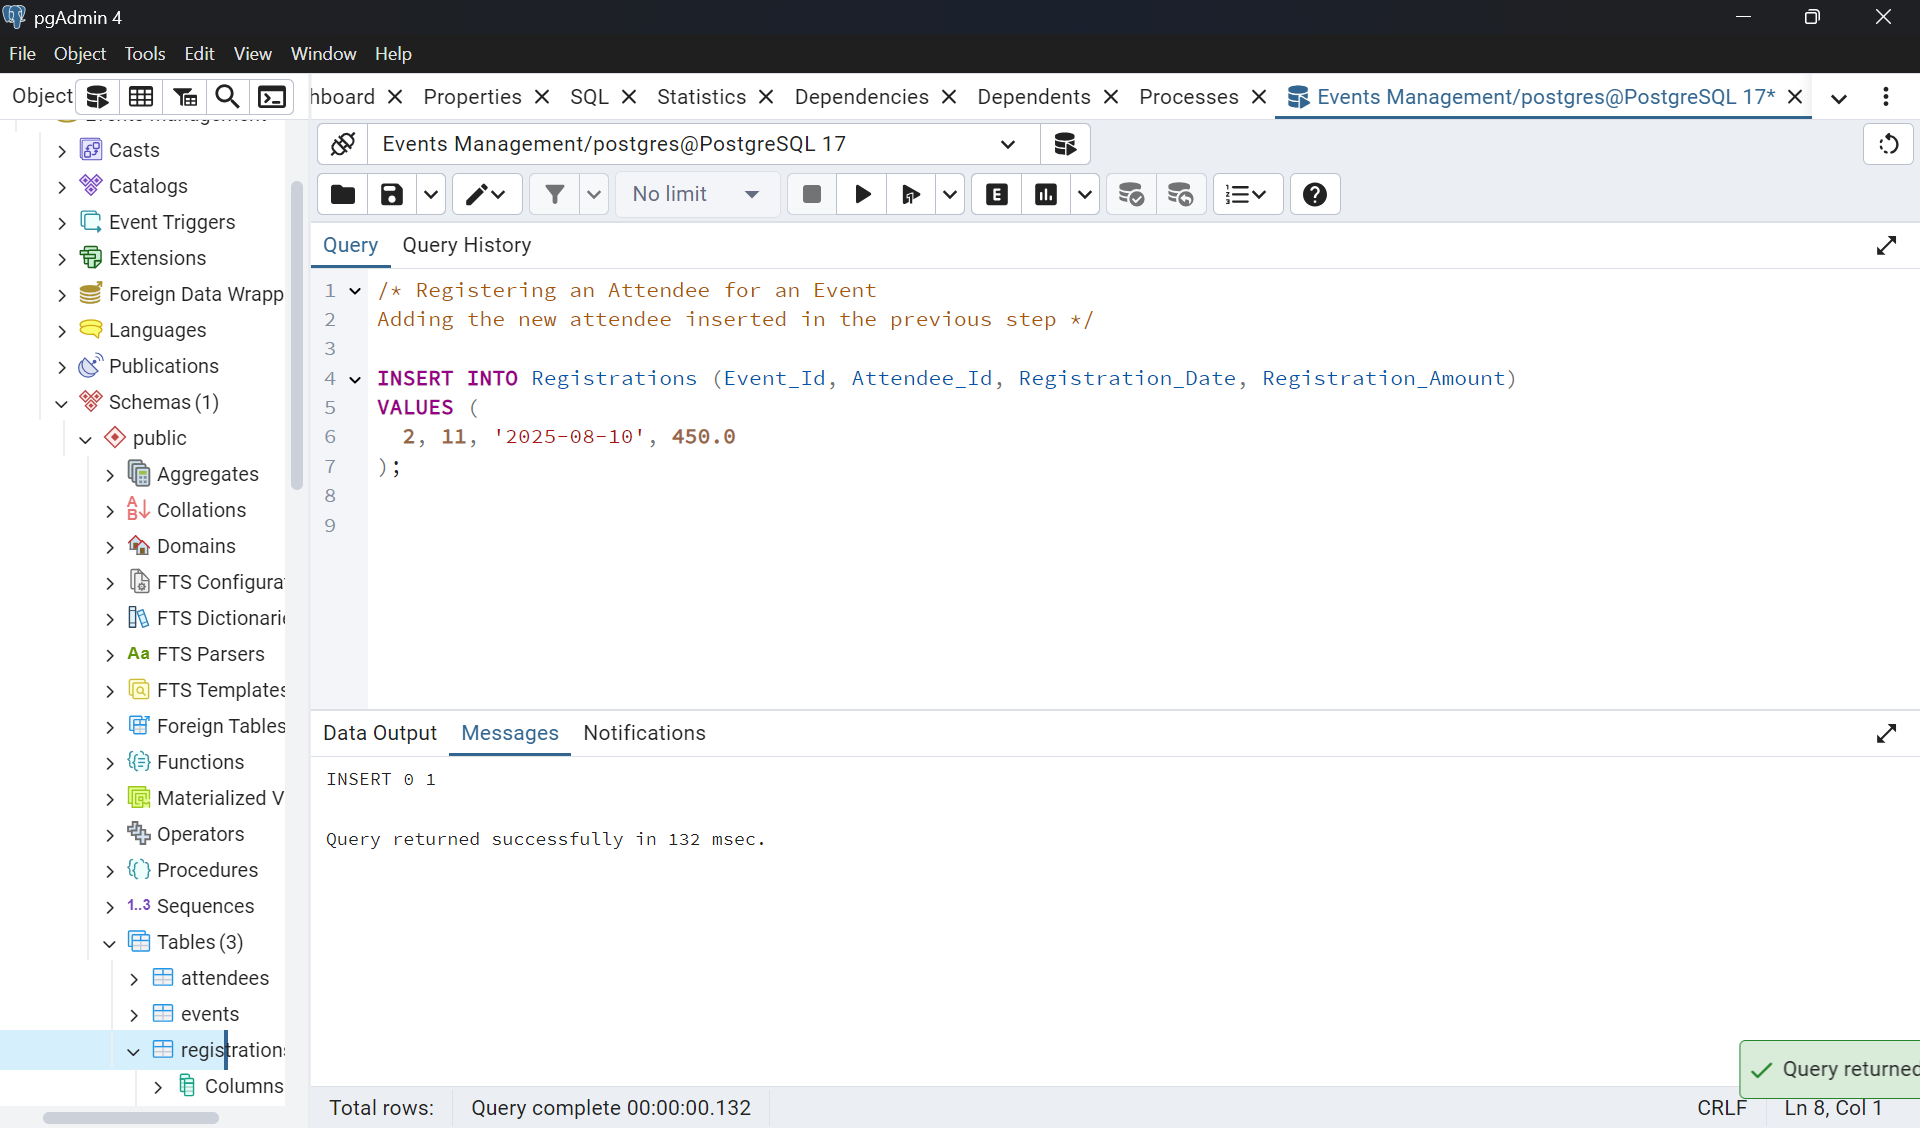 pgAdmin 4
File Object Tools Edit View Window Help
Object
hboard Properties SQL Statistics Dependencies Dependents Processes Events Management/postgres@PostgreSQL 17*
Events Management/postgres@PostgreSQL 17
No limit
Query Query History
Casts
Catalogs
Event Triggers
Extensions
Foreign Data Wrapp
Languages
Publications
Schemas (1)
public
Aggregates
Collations
Domains
FTS Configura
FTS Dictionari
Aa FTS Parsers
FTS Templates
Foreign Tables
Functions
Materialized V
Operators
Procedures
1..3 Sequences
Tables (3)
attendees
events
registrations
Columns
1 /* Registering an Attendee for an Event
2 Adding the new attendee inserted in the previous step */
3
4 INSERT INTO Registrations (Event_Id, Attendee_Id, Registration_Date, Registration_Amount)
5 VALUES (
6 2, 11, '2025-08-10', 450.0
7 );
8
9
Data Output Messages Notifications
INSERT 0 1
Query returned successfully in 132 msec.
Query returned
Total rows: Query complete 00:00:00.132 CRLF Ln 8, Col 1